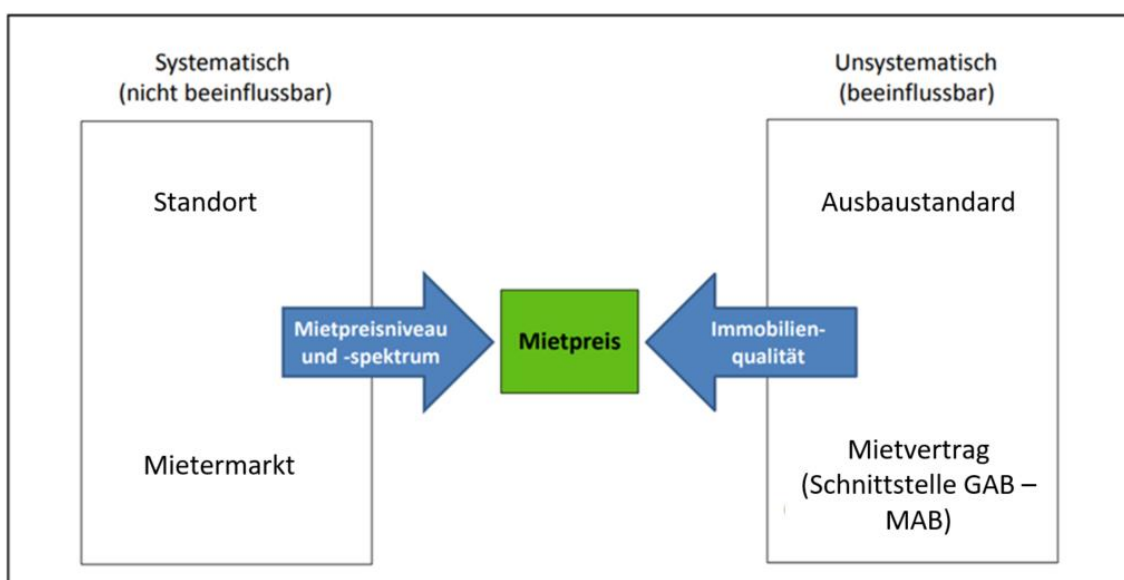 Systematisch
(nicht beeinflussbar)
Standort
Mietermarkt
Mietpreisniveau
und -spektrum
Mietpreis
Immobilien-
qualität
Unsystematisch
(beeinflussbar)
Ausbaustandard
Mietvertrag
(Schnittstelle GAB –
MAB)